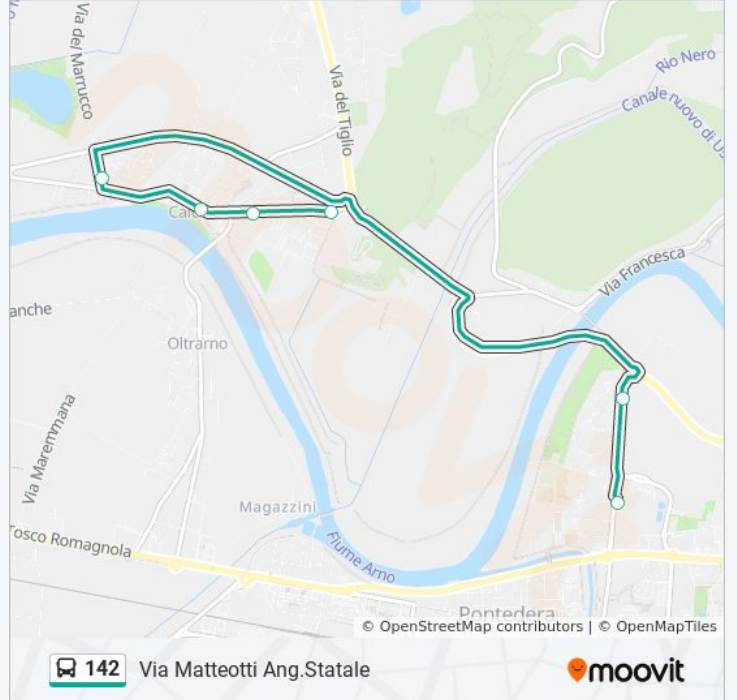 Via del Marrucco
Via del Tiglio
Rio Nero
Canale nuovo di Us
Calc
Via Francesca
anche
Oltrarno
Via Maremmana
Magazzini
Tosco Romagnola
Fiume Arno
Pontedera
© OpenStreetMap contributors | © OpenMapTiles
142 Via Matteotti Ang.Statale
moovit